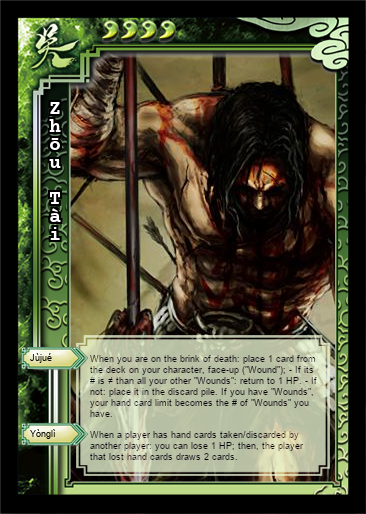 吴
Zhōu Tài
Jùjué
When you are on the brink of death: place 1 card from
the deck on your character, face-up ("Wound"); - If its
# is ≠ than all your other "Wounds": return to 1 HP. - If
not: place it in the discard pile. If you have "Wounds",
your hand card limit becomes the # of "Wounds" you
have.
Yònglì
When a player has hand cards taken/discarded by
another player: you can lose 1 HP; then, the player
that lost hand cards draws 2 cards.